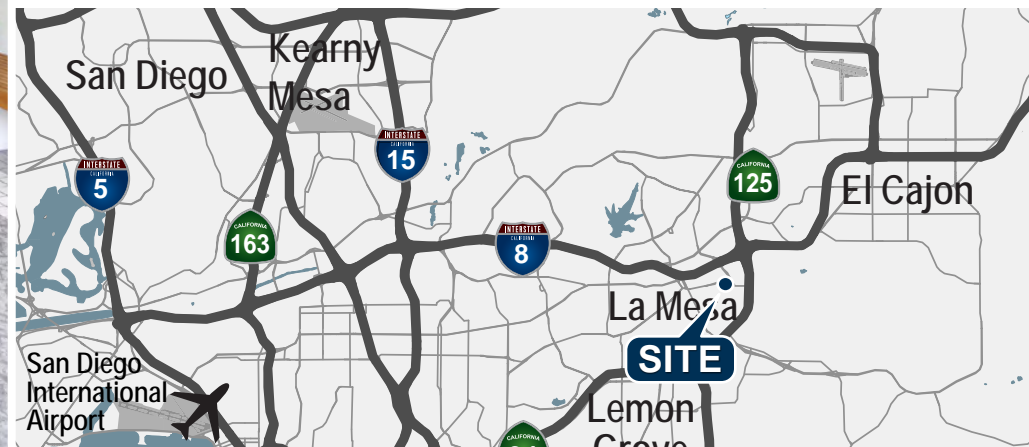 Kearny
Mesa
San Diego
INTERSTATE
CALIFORNIA
15
INTERSTATE
CALIFORNIA
5
CALIFORNIA
125
El Cajon
CALIFORNIA
163
INTERSTATE
CALIFORNIA
8
La Mesa
SITE
San Diego
International
Airport
Lemon
Grove
CALIFORNIA